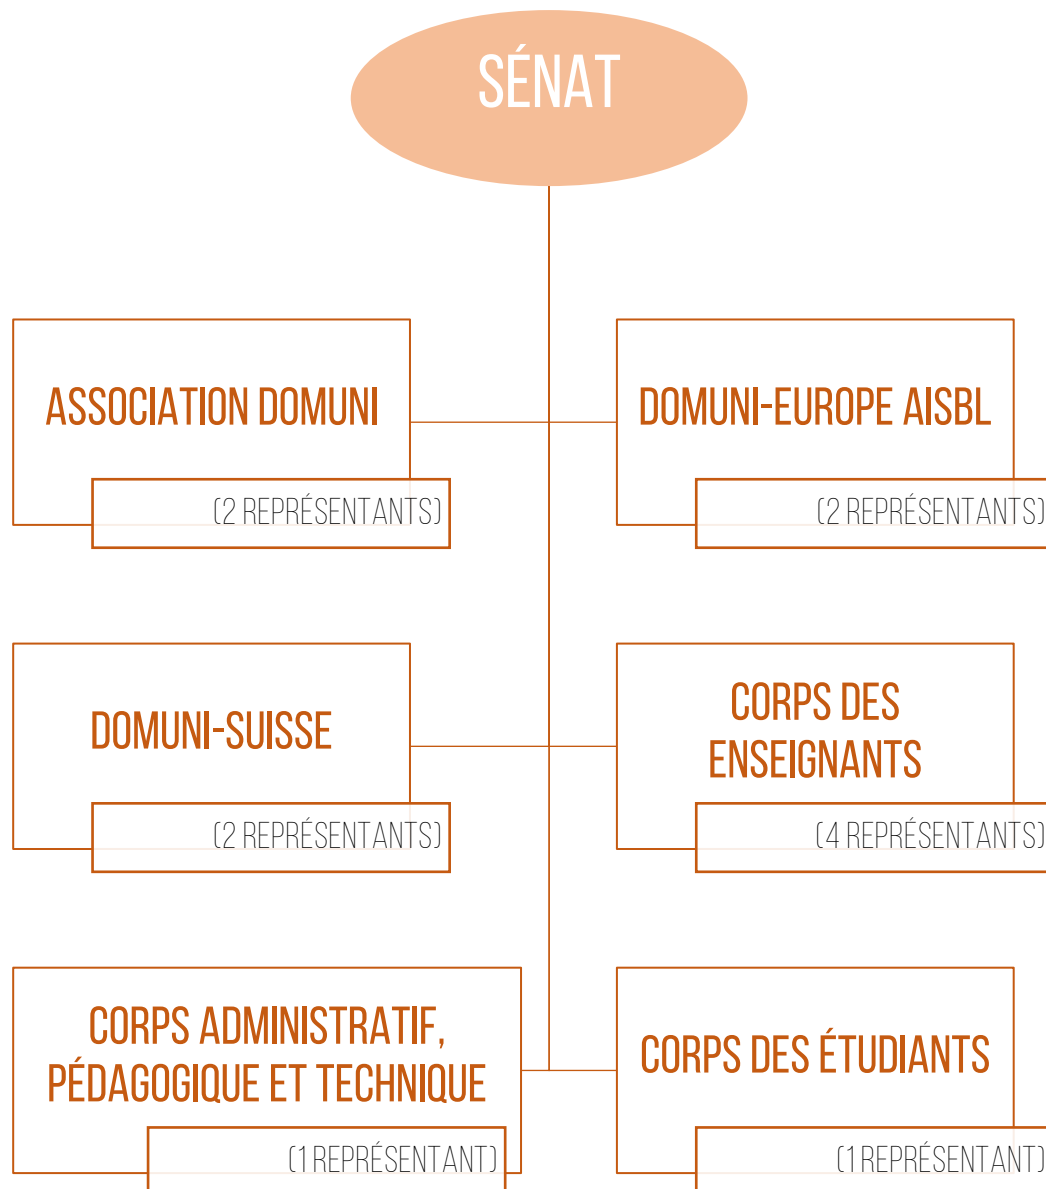 SÉNAT
ASSOCIATION DOMUNI
(2 REPRÉSENTANTS)
DOMUNI-EUROPE AISBL
(2 REPRÉSENTANTS)
DOMUNI-SUISSE
(2 REPRÉSENTANTS)
CORPS DES
ENSEIGNANTS
(4 REPRÉSENTANTS)
CORPS ADMINISTRATIF,
PÉDAGOGIQUE ET TECHNIQUE
(1 REPRÉSENTANT)
CORPS DES ÉTUDIANTS
(1 REPRÉSENTANT)